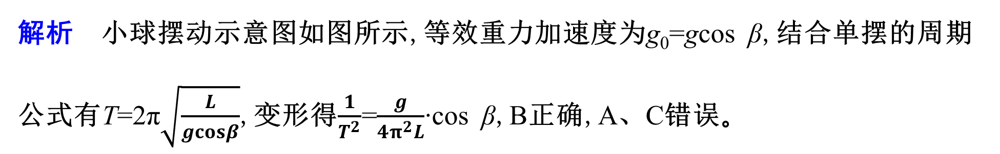 解析　小球摆动示意图如图所示,等效重力加速度为g₀=gcos β,结合单摆的周期
公式有T=2π√(L/(gcosβ)),变形得1/T²=g/(4π²L)·cos β,B正确,A、C错误。